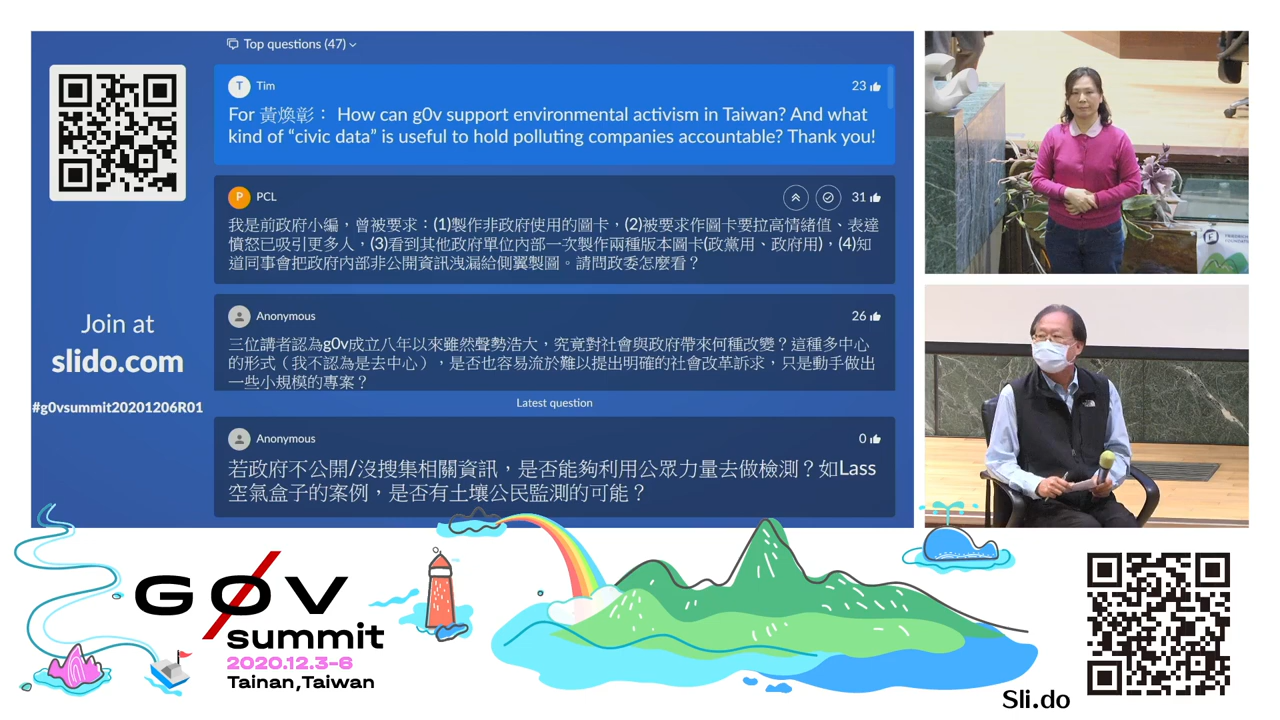 Top questions (47)
T
Tim
23
For 黃煥彰： How can g0v support environmental activism in Taiwan? And what
kind of “civic data” is useful to hold polluting companies accountable? Thank you!
P
PCL
31
我是前政府小編，曾被要求：(1)製作非政府使用的圖卡，(2)被要求作圖卡要拉高情緒值、表達
憤怒已吸引更多人，(3)看到其他政府單位內部一次製作兩種版本圖卡(政黨用、政府用)，(4)知
道同事會把政府內部非公開資訊洩漏給側翼製圖。請問政委怎麼看？
Anonymous
26
三位講者認為g0v成立八年以來雖然聲勢浩大，究竟對社會與政府帶來何種改變？這種多中心
的形式（我不認為是去中心），是否也容易流於難以提出明確的社會改革訴求，只是動手做出
一些小規模的專案？
Latest question
Anonymous
0
若政府不公開/沒搜集相關資訊，是否能夠利用公眾力量去做檢測？如Lass
空氣盒子的案例，是否有土壤公民監測的可能？
Join at
slido.com
#g0vsummit20201206R01
G0V
summit
2020.12.3-6
Tainan,Taiwan
Sli.do